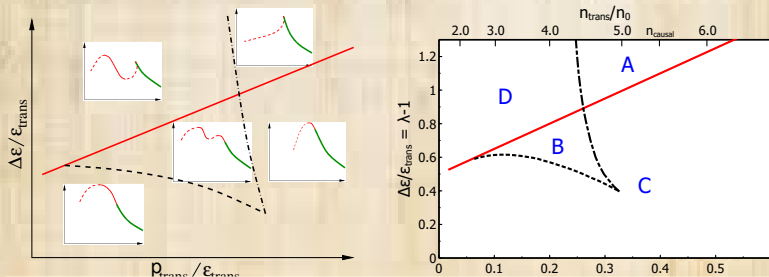 Δε/ε_trans
p_trans/ε_trans
n_trans/n_0
2.0 3.0 4.0 5.0 n_causal 6.0
Δε/ε_trans = λ-1
1.2
1
0.8
0.6
0.4
0.2
0
A
D
B
C
0 0.1 0.2 0.3 0.4 0.5